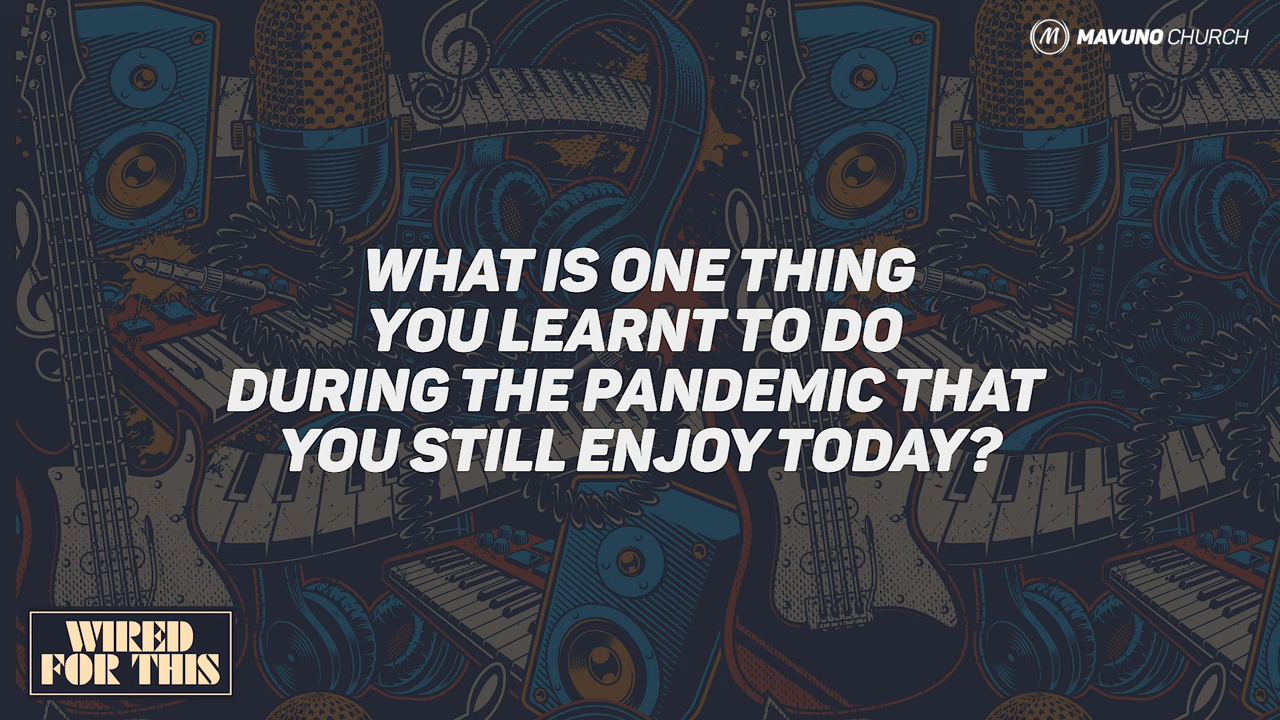 MAVUNO CHURCH
WHAT IS ONE THING
YOU LEARNT TO DO
DURING THE PANDEMIC THAT
YOU STILL ENJOY TODAY?
WIRED
FOR THIS